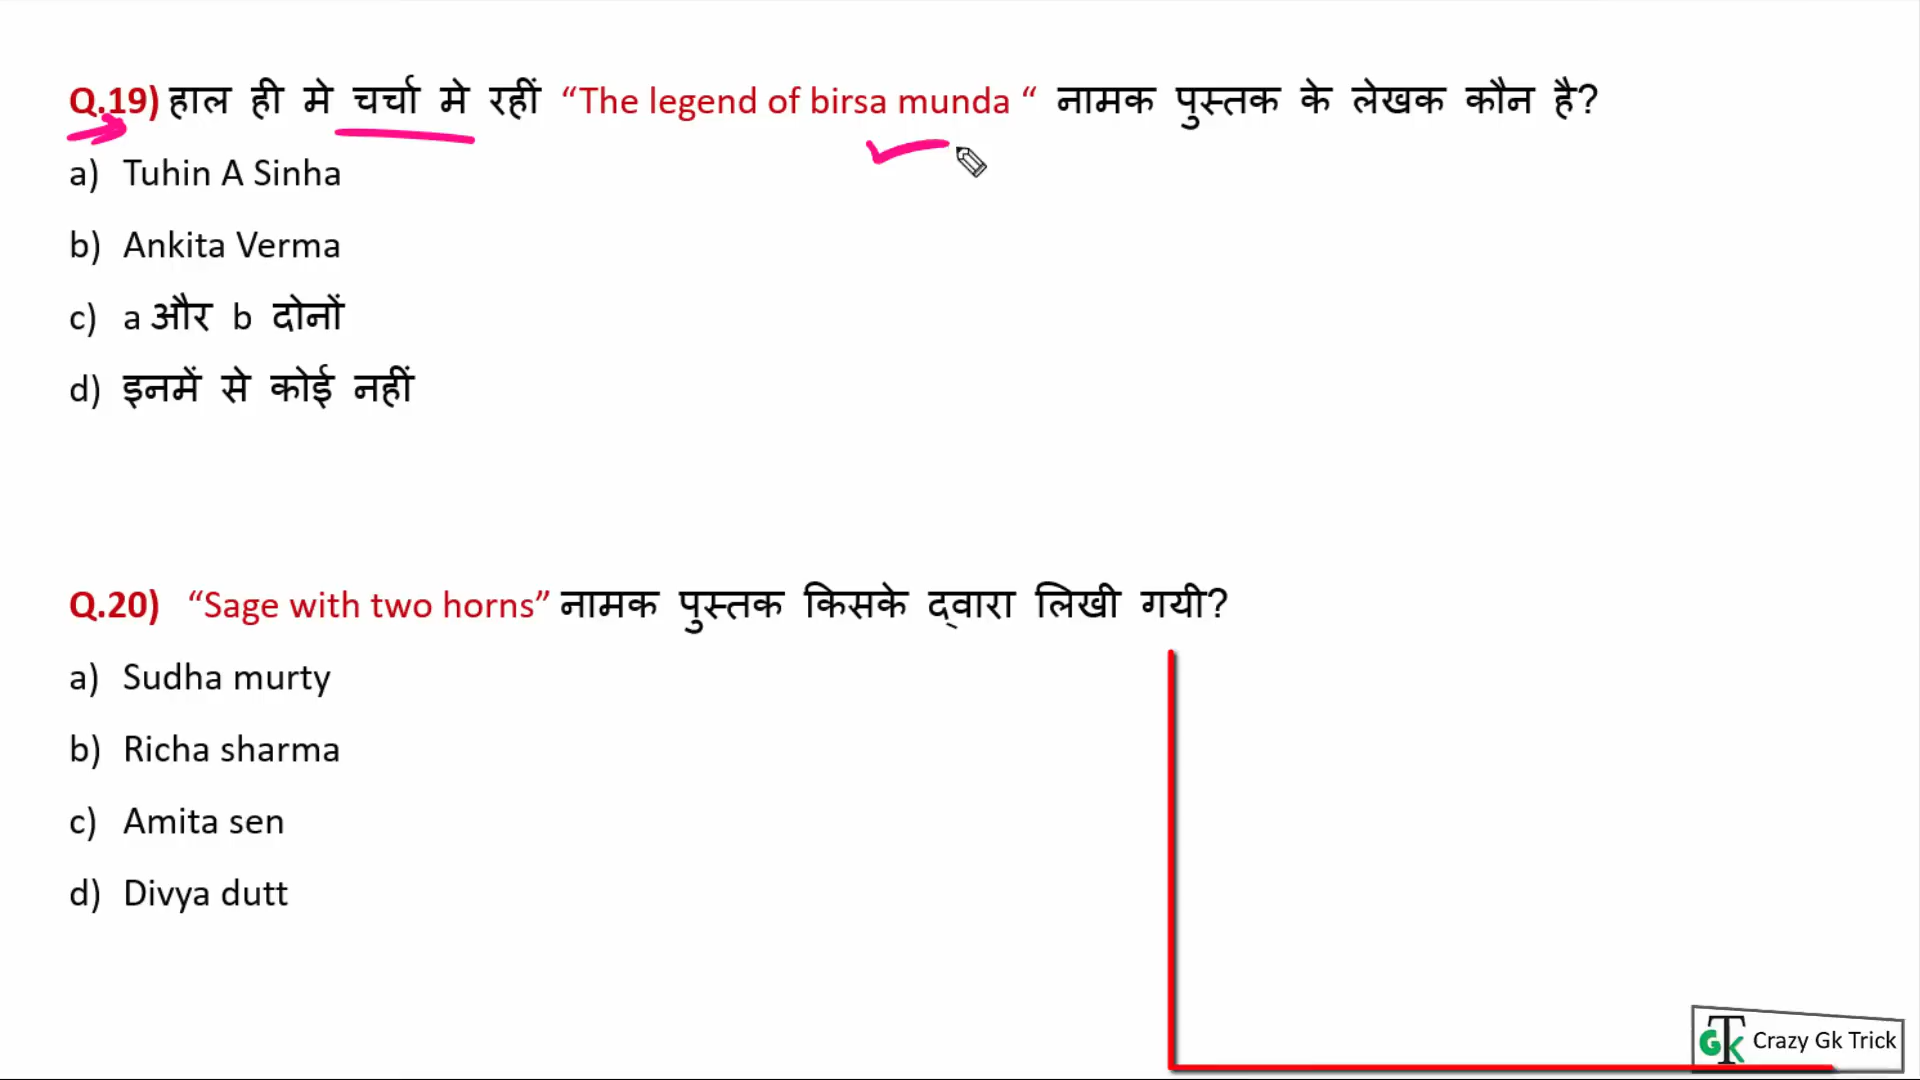 Q.19) हाल ही मे चर्चा मे रहीं “The legend of birsa munda “ नामक पुस्तक के लेखक कौन है?
a) Tuhin A Sinha
b) Ankita Verma
c) a और b दोनों
d) इनमें से कोई नहीं
Q.20) “Sage with two horns” नामक पुस्तक किसके द्वारा लिखी गयी?
a) Sudha murty
b) Richa sharma
c) Amita sen
d) Divya dutt
GTK Crazy Gk Trick